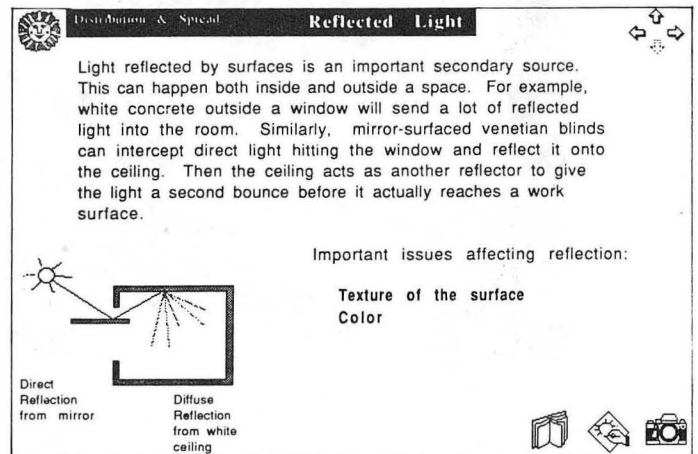 Distribution & Spread
Reflected Light
Light reflected by surfaces is an important secondary source.
This can happen both inside and outside a space. For example,
white concrete outside a window will send a lot of reflected
light into the room. Similarly, mirror-surfaced venetian blinds
can intercept direct light hitting the window and reflect it onto
the ceiling. Then the ceiling acts as another reflector to give
the light a second bounce before it actually reaches a work
surface.
Important issues affecting reflection:
Texture of the surface
Color
Direct
Reflection
from mirror
Diffuse
Reflection
from white
ceiling